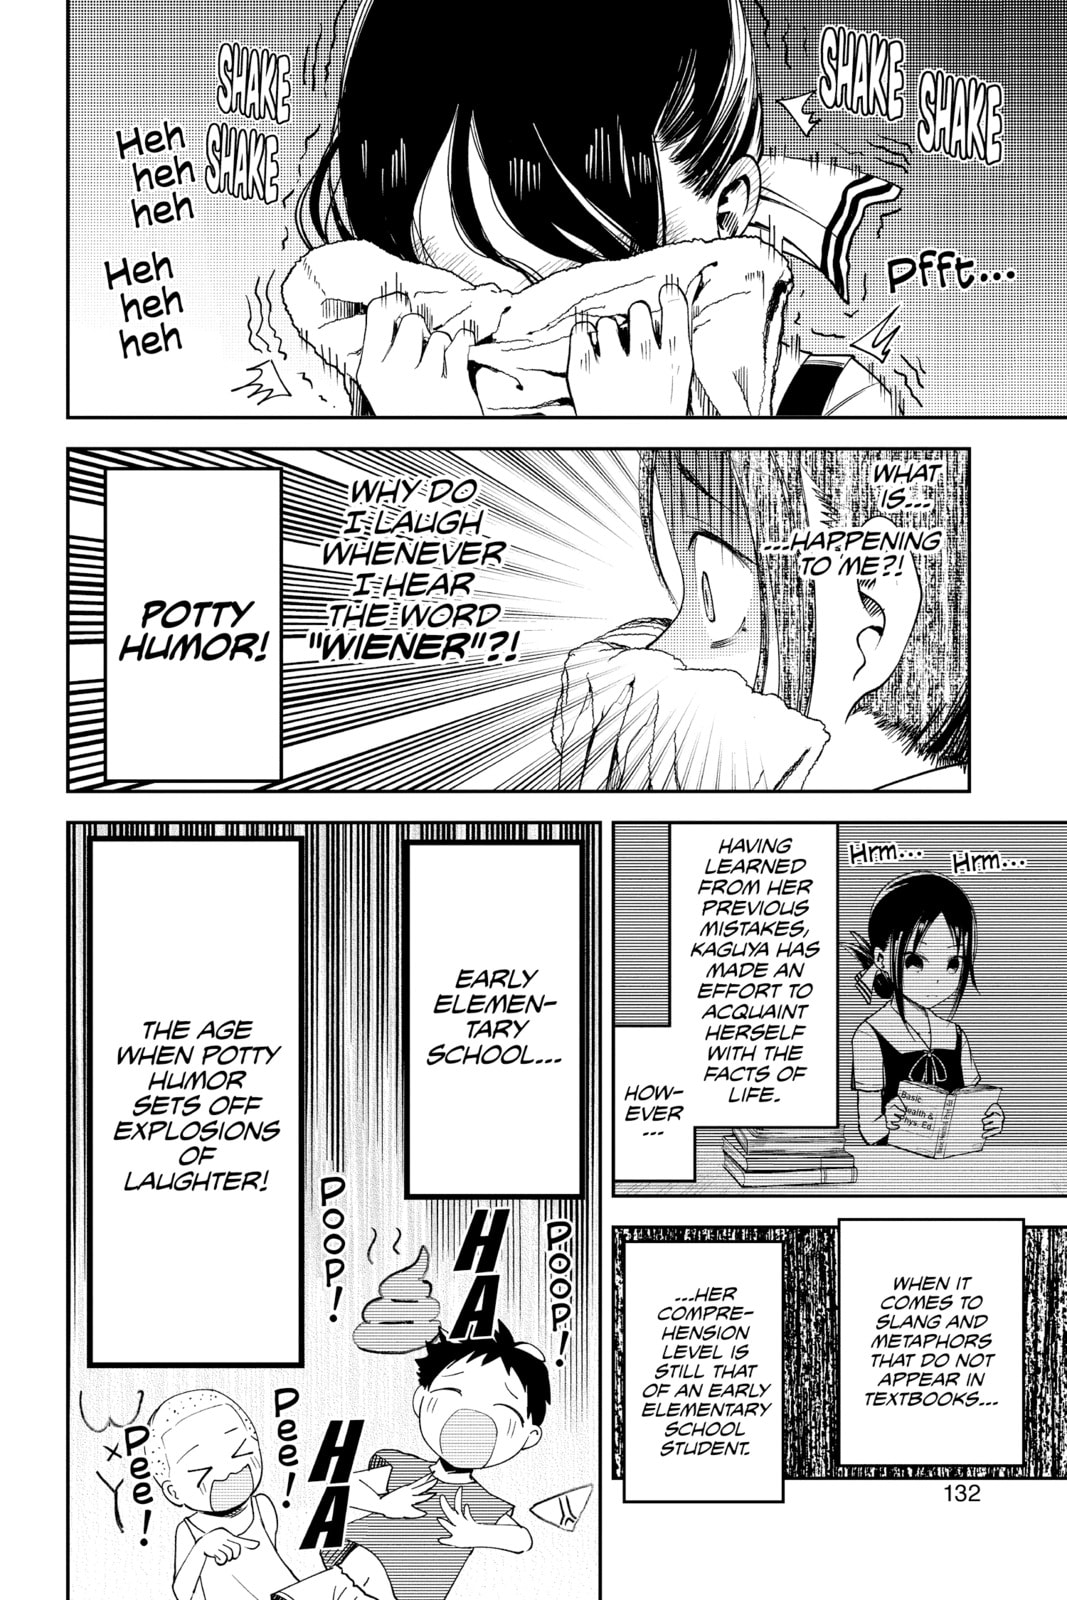 SHAKE
SHAKE
Pfft...
SHAKE
SHAKE
Heh
heh
heh
Heh
heh
heh
WHAT
IS...
...HAPPENING
TO ME?!
WHY DO
I LAUGH
WHENEVER
I HEAR
THE WORD
"WIENER"?!
POTTY
HUMOR!
Hrm...
Hrm...
Basic
Health &
Phys. Ed.
HAVING
LEARNED
FROM HER
PREVIOUS
MISTAKES,
KAGUYA HAS
MADE AN
EFFORT TO
ACQUAINT
HERSELF
WITH THE
FACTS OF
LIFE.
HOW-
EVER
...
WHEN IT
COMES TO
SLANG AND
METAPHORS
THAT DO NOT
APPEAR IN
TEXTBOOKS...
...HER
COMPRE-
HENSION
LEVEL IS
STILL THAT
OF AN EARLY
ELEMENTARY
SCHOOL
STUDENT.
EARLY
ELEMEN-
TARY
SCHOOL...
THE AGE
WHEN POTTY
HUMOR
SETS OFF
EXPLOSIONS
OF
LAUGHTER!
Poop!
HA
HA
Poop!
Pee!
HA
HA
Pee!
132